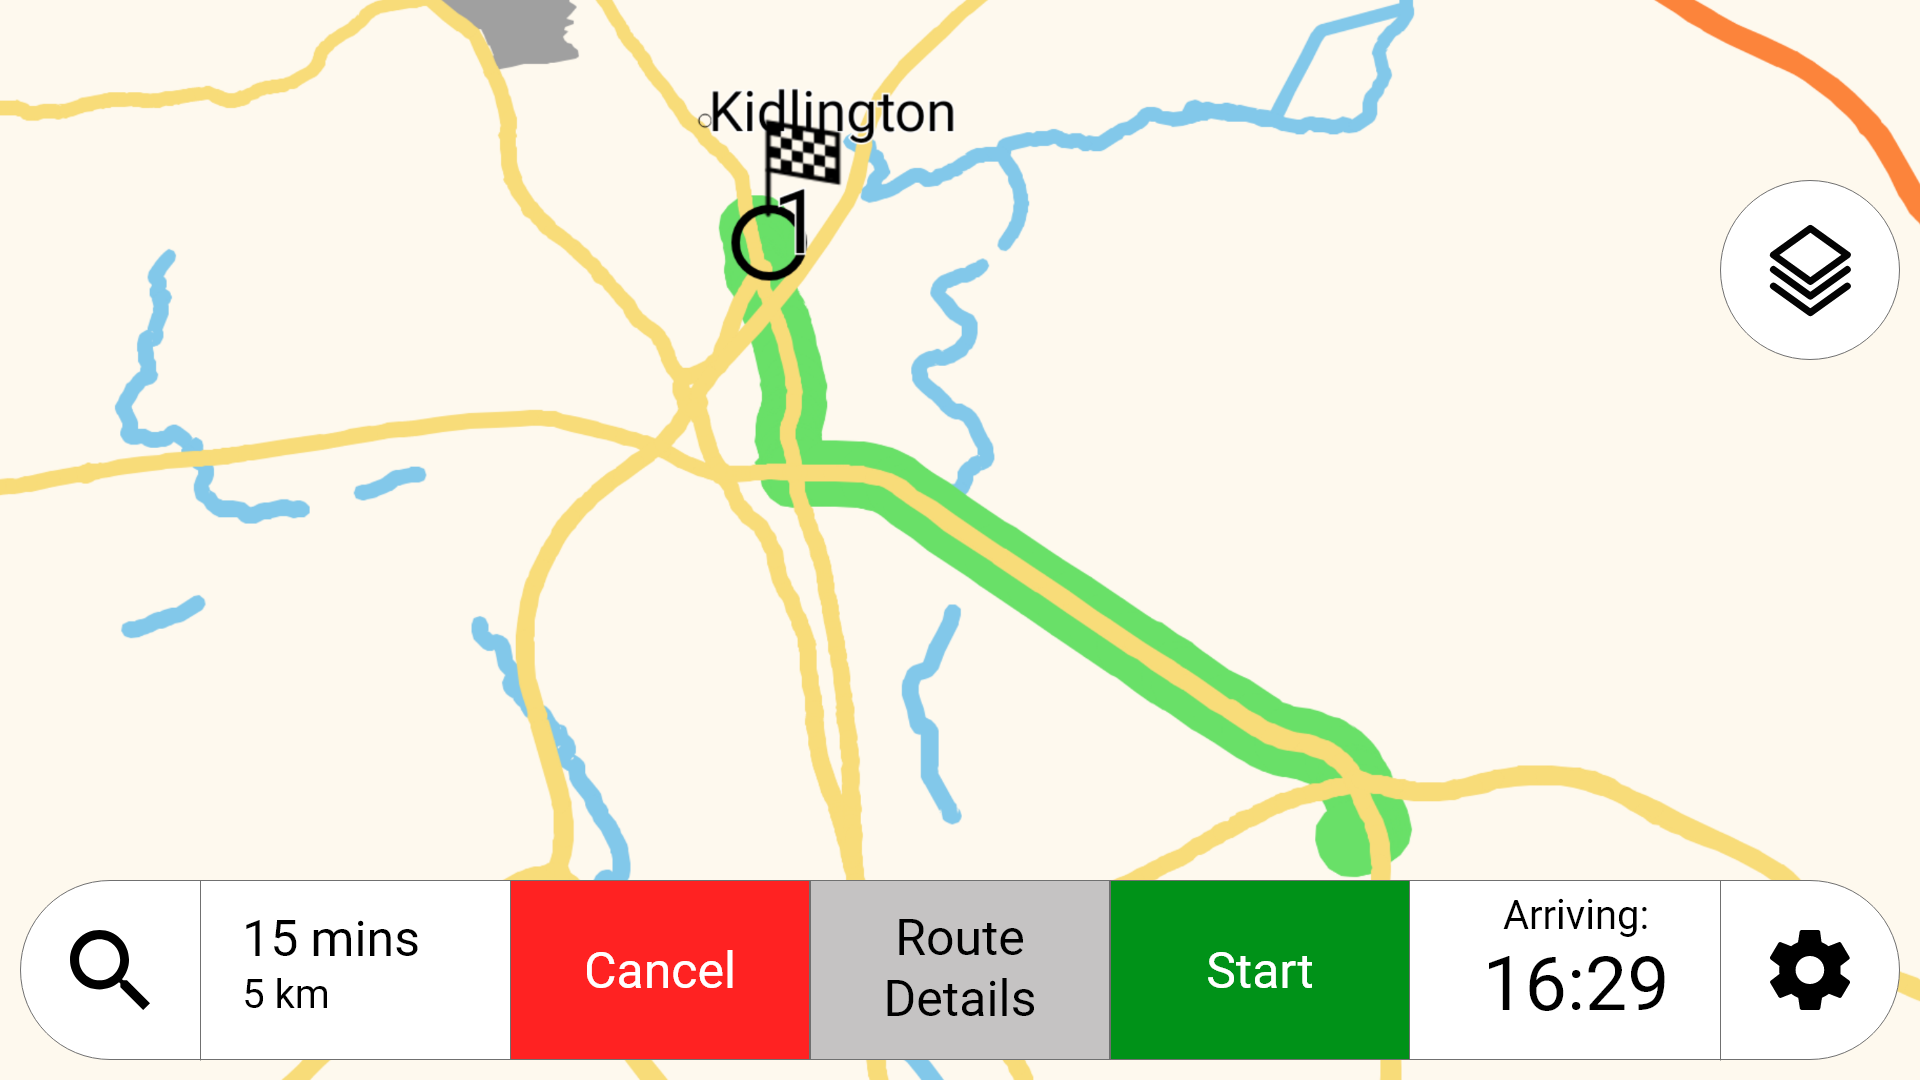 Kidlington
1
15 mins
5 km
Cancel
Route
Details
Start
Arriving:
16:29